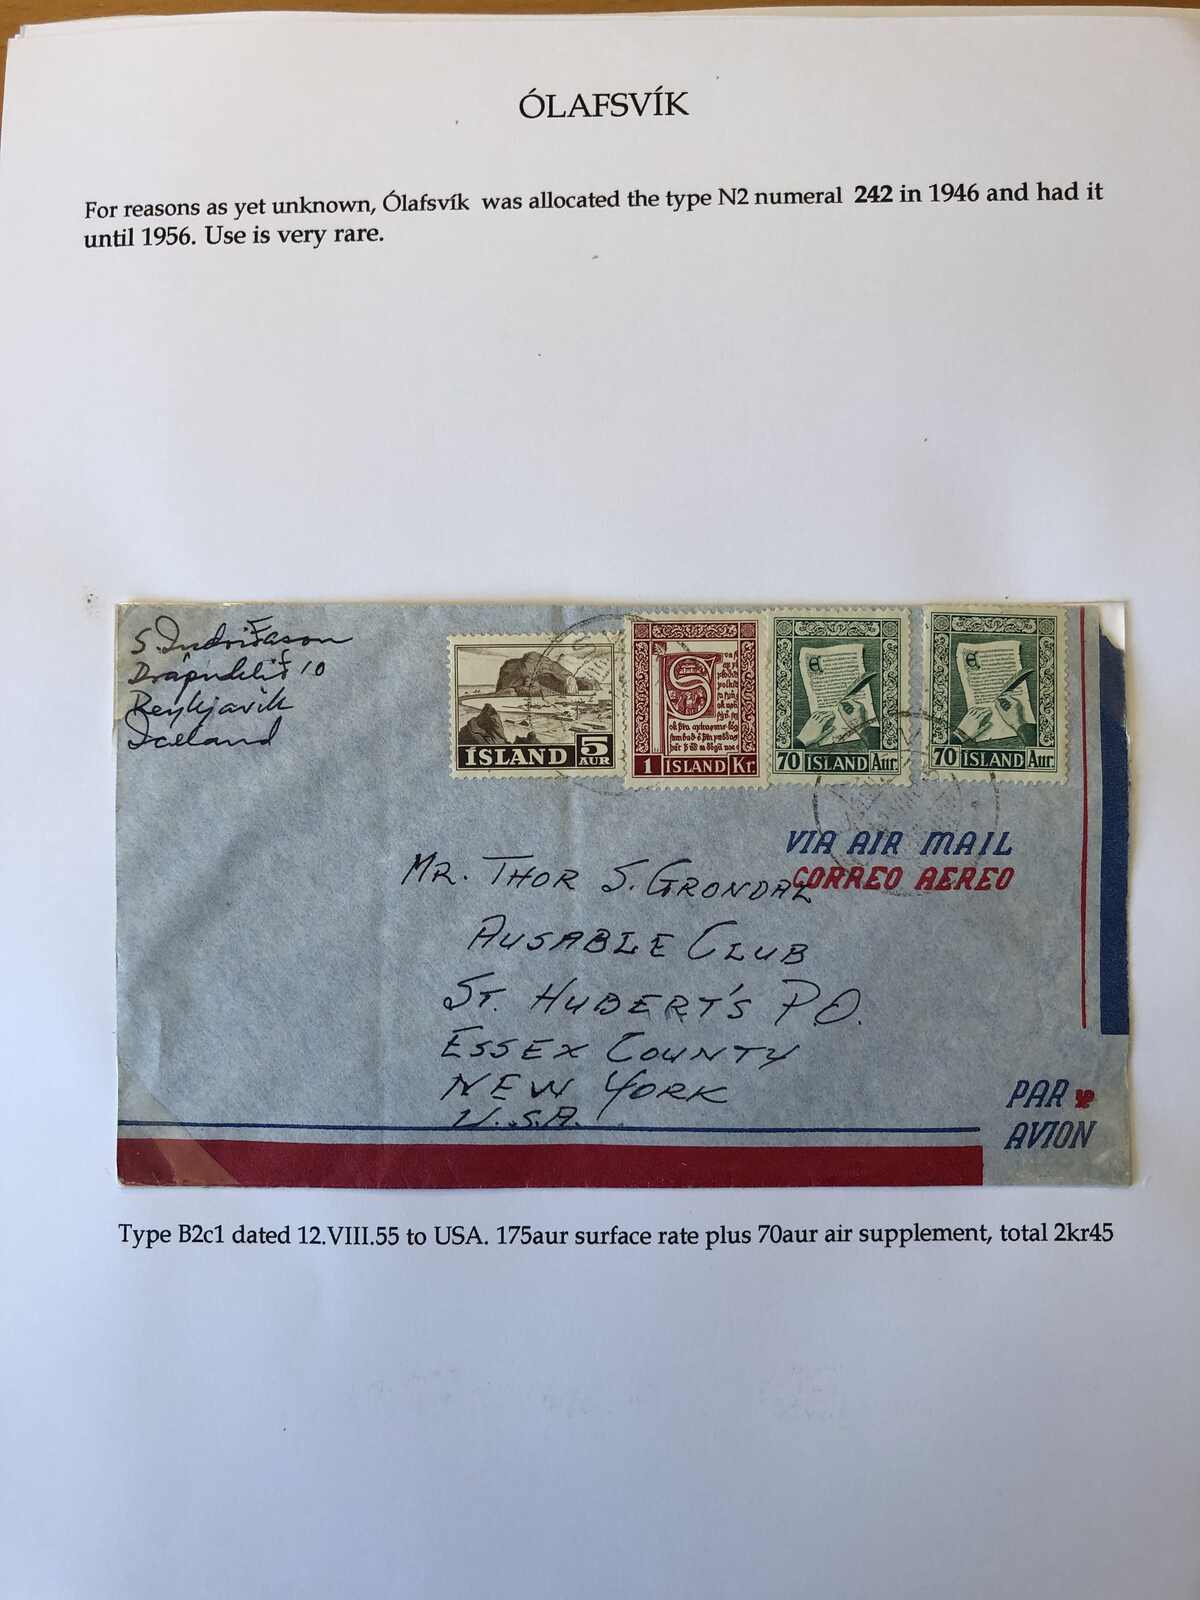 ÓLAFSVÍK
For reasons as yet unknown, Ólafsvík was allocated the type N2 numeral 242 in 1946 and had it
until 1956. Use is very rare.
S. Indriðason
Drápuhlíð 10
Reykjavik
Iceland
ÍSLAND 5 AUR
1 ÍSLAND Kr.
70 ÍSLAND Aur.
70 ÍSLAND Aur.
VIA AIR MAIL
CORREO AEREO
MR. THOR S. GRONDAL
AUSABLE CLUB
ST. HUBERT'S P.O.
ESSEX COUNTY
NEW YORK
U.S.A.
PAR
AVION
Type B2c1 dated 12.VIII.55 to USA. 175aur surface rate plus 70aur air supplement, total 2kr45